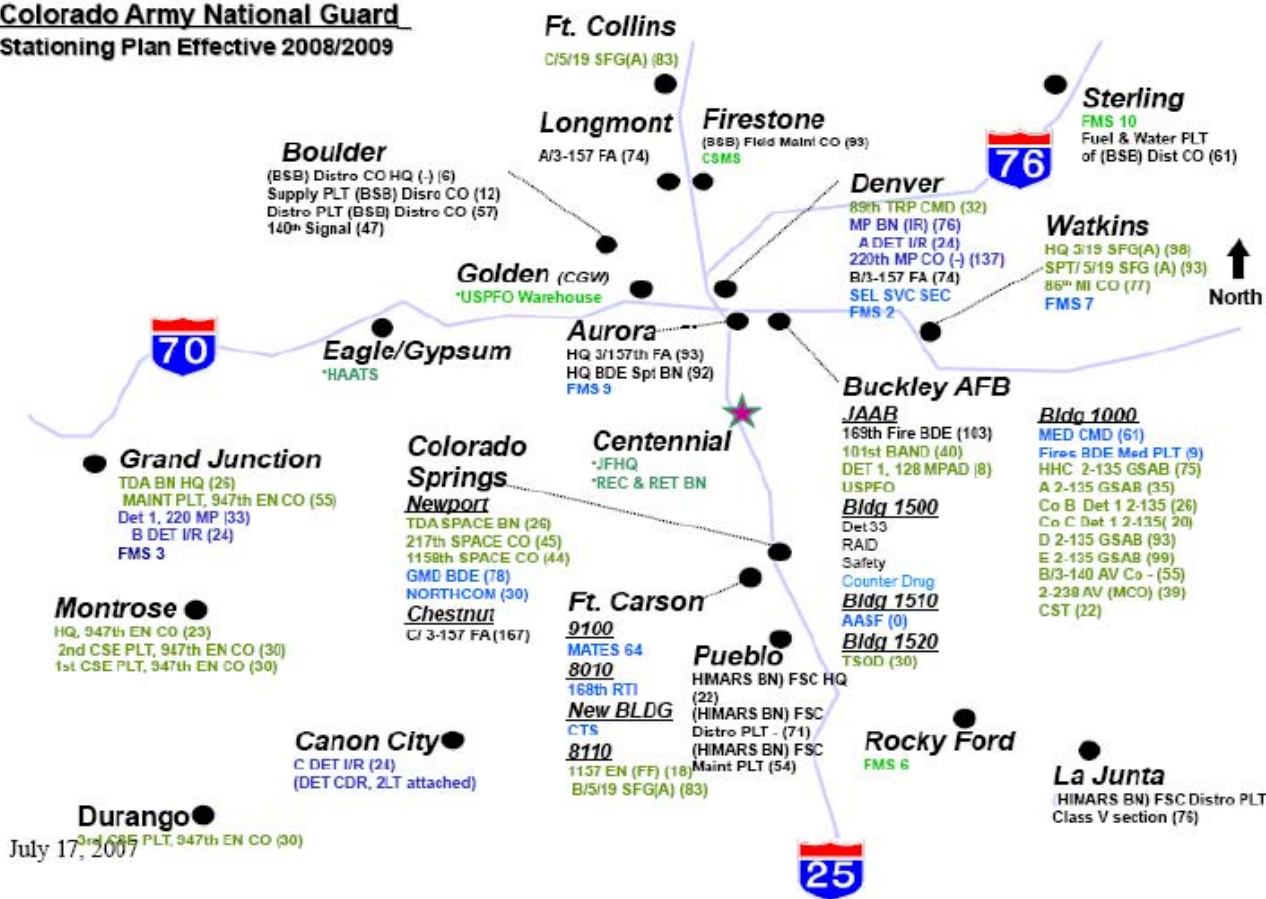 Colorado Army National Guard
Stationing Plan Effective 2008/2009
Ft. Collins
C/5/19 SFG(A) (83)
Longmont
A/3-157 FA (74)
Firestone
(BSB) Field Maint CO (93)
CSMS
76
Sterling
FMS 10
Fuel & Water PLT
of (BSB) Dist CO (61)
Boulder
(BSB) Distro CO HQ (-) (6)
Supply PLT (BSB) Disro CO (12)
Distro PLT (BSB) Distro CO (57)
140th Signal (47)
Denver
89th TRP CMD (32)
MP BN (IR) (76)
A DET I/R (24)
220th MP CO (-) (137)
B/3-157 FA (74)
SEL SVC SEC
FMS 2
Watkins
HQ 5/19 SFG(A) (98)
SPT/ 5/19 SFG (A) (93)
86th MI CO (77)
FMS 7
North
Golden (CGW)
*USPFO Warehouse
70
Eagle/Gypsum
*HAATS
Aurora
HQ 3/157th FA (93)
HQ BDE Spt BN (92)
FMS 9
Buckley AFB
JAAB
169th Fire BDE (103)
101st BAND (40)
DET 1, 128 MPAD (8)
USPFO
Bldg 1500
Det 33
RAID
Safety
Counter Drug
Bldg 1510
AASF (0)
Bldg 1520
TSOD (30)
Bldg 1000
MED CMD (61)
Fires BDE Med PLT (9)
HHC 2-135 GSAB (75)
A 2-135 GSAB (35)
Co B Det 1 2-135 (26)
Co C Det 1 2-135( 20)
D 2-135 GSAB (93)
E 2-135 GSAB (99)
B/3-140 AV Co - (55)
2-238 AV (MCO) (39)
CST (22)
Centennial
*JFHQ
*REC & RET BN
Grand Junction
TDA BN HQ (26)
MAINT PLT, 947th EN CO (55)
Det 1, 220 MP (33)
B DET I/R (24)
FMS 3
Colorado
Springs
Newport
TDA SPACE BN (26)
217th SPACE CO (45)
1158th SPACE CO (44)
GMD BDE (78)
NORTHCON (30)
Chestnut
C/ 3-157 FA(167)
Montrose
HQ, 947th EN CO (23)
2nd CSE PLT, 947th EN CO (30)
1st CSE PLT, 947th EN CO (30)
Ft. Carson
9100
MATES 64
8010
168th RTI
New BLDG
CTS
8110
1157 EN (FF) (18)
B/5/19 SFG(A) (83)
Pueblo
HIMARS BN) FSC HQ
(22)
(HIMARS BN) FSC
Distro PLT - (71)
(HIMARS BN) FSC
Maint PLT (54)
Canon City
C DET I/R (24)
(DET CDR, 2LT attached)
Rocky Ford
FMS 6
La Junta
(HIMARS BN) FSC Distro PLT
Class V section (76)
Durango
3rd CSE PLT, 947th EN CO (30)
July 17, 2007
25